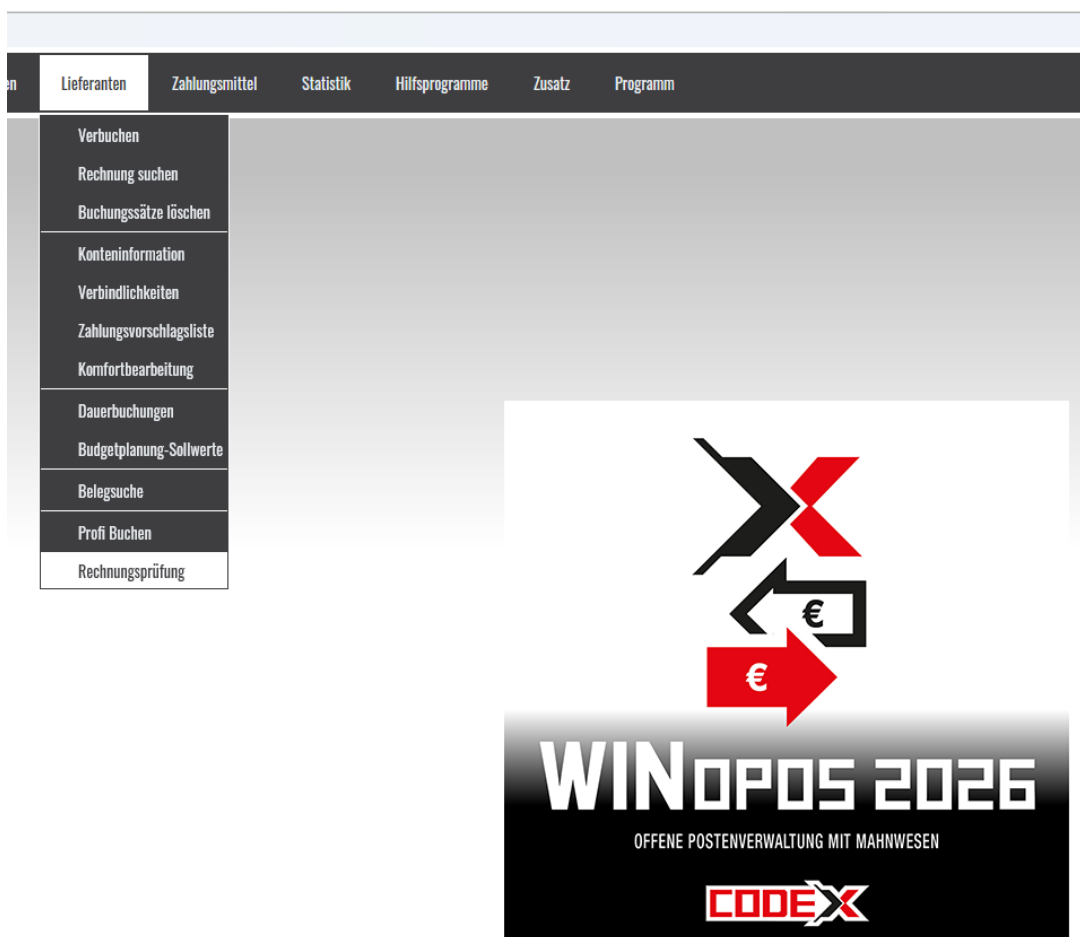 en Lieferanten Zahlungsmittel Statistik Hilfsprogramme Zusatz Programm
Verbuchen
Rechnung suchen
Buchungssätze löschen
Konteninformation
Verbindlichkeiten
Zahlungsvorschlagsliste
Komfortbearbeitung
Dauerbuchungen
Budgetplanung-Sollwerte
Belegsuche
Profi Buchen
Rechnungsprüfung
€
€
WINOPOS 2026
OFFENE POSTENVERWALTUNG MIT MAHNWESEN
CODEX